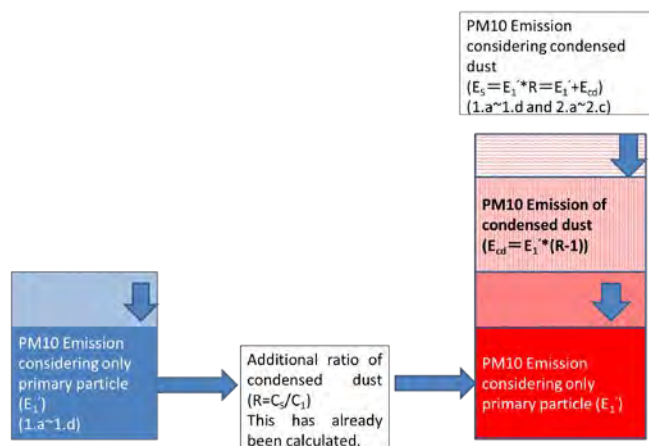 PM10 Emission
considering condensed
dust
(E₅＝E₁´*R＝E₁´+E_cd)
(1.a~1.d and 2.a~2.c)
PM10 Emission of
condensed dust
(E_cd＝E₁´*(R-1))
PM10 Emission
considering only
primary particle
(E₁´)
(1.a~1.d)
Additional ratio of
condensed dust
(R=C₅/C₁)
This has already
been calculated.
PM10 Emission
considering only
primary particle (E₁´)